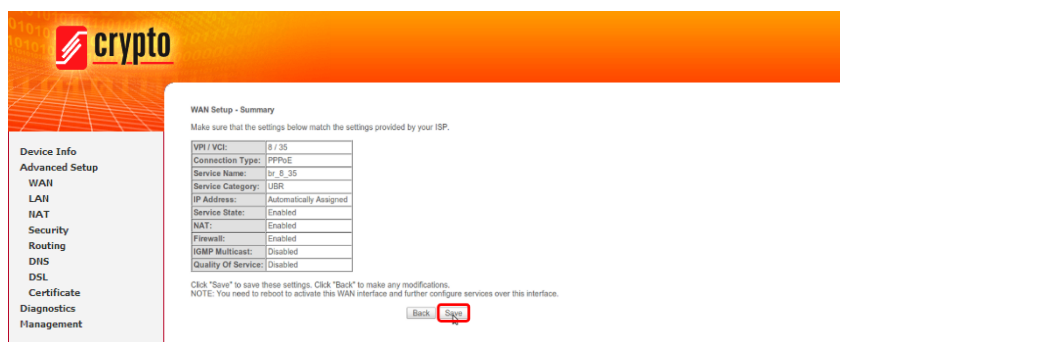 crypto
Device Info
Advanced Setup
WAN
LAN
NAT
Security
Routing
DNS
DSL
Certificate
Diagnostics
Management
WAN Setup - Summary
Make sure that the settings below match the settings provided by your ISP.
VPI / VCI: 8 / 35
Connection Type: PPPoE
Service Name: br_8_35
Service Category: UBR
IP Address: Automatically Assigned
Service State: Enabled
NAT: Enabled
Firewall: Enabled
IGMP Multicast: Disabled
Quality Of Service: Disabled
Click "Save" to save these settings. Click "Back" to make any modifications.
NOTE: You need to reboot to activate this WAN interface and further configure services over this interface.
Back Save